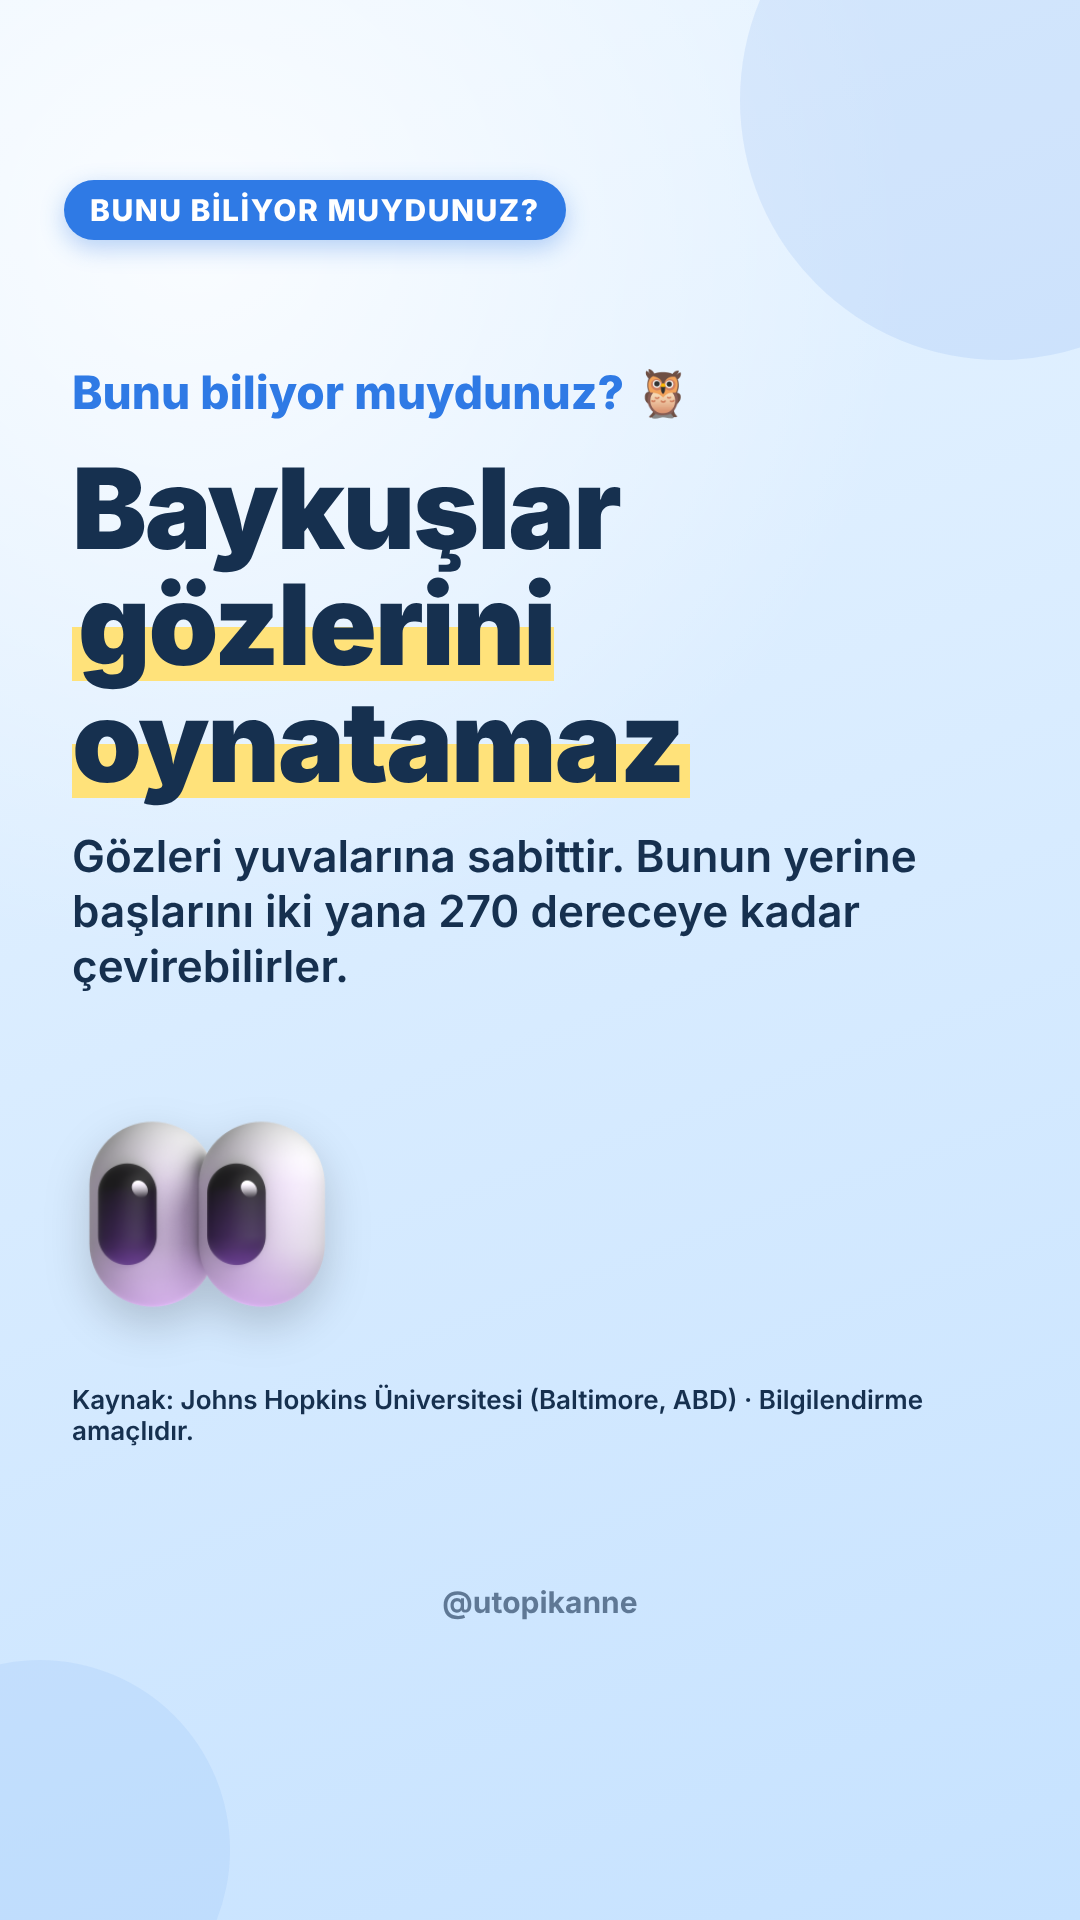 BUNU BİLİYOR MUYDUNUZ?
Bunu biliyor muydunuz? 🦉
Baykuşlar
gözlerini
oynatamaz
Gözleri yuvalarına sabittir. Bunun yerine
başlarını iki yana 270 dereceye kadar
çevirebilirler.
Kaynak: Johns Hopkins Üniversitesi (Baltimore, ABD) · Bilgilendirme
amaçlıdır.
@utopikanne